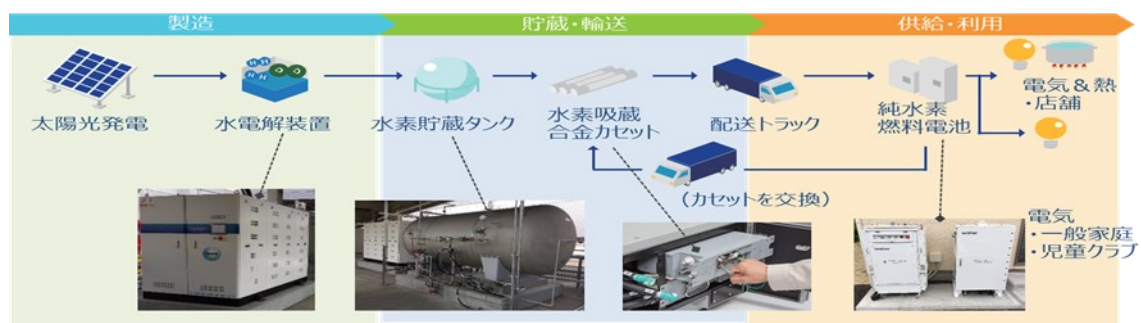 製造
貯蔵・輸送
供給・利用
太陽光発電
水電解装置
水素貯蔵タンク
水素吸蔵
合金カセット
配送トラック
(カセットを交換)
純水素
燃料電池
電気&熱
・店舗
電気
・一般家庭
・児童クラブ
H H O
H H O